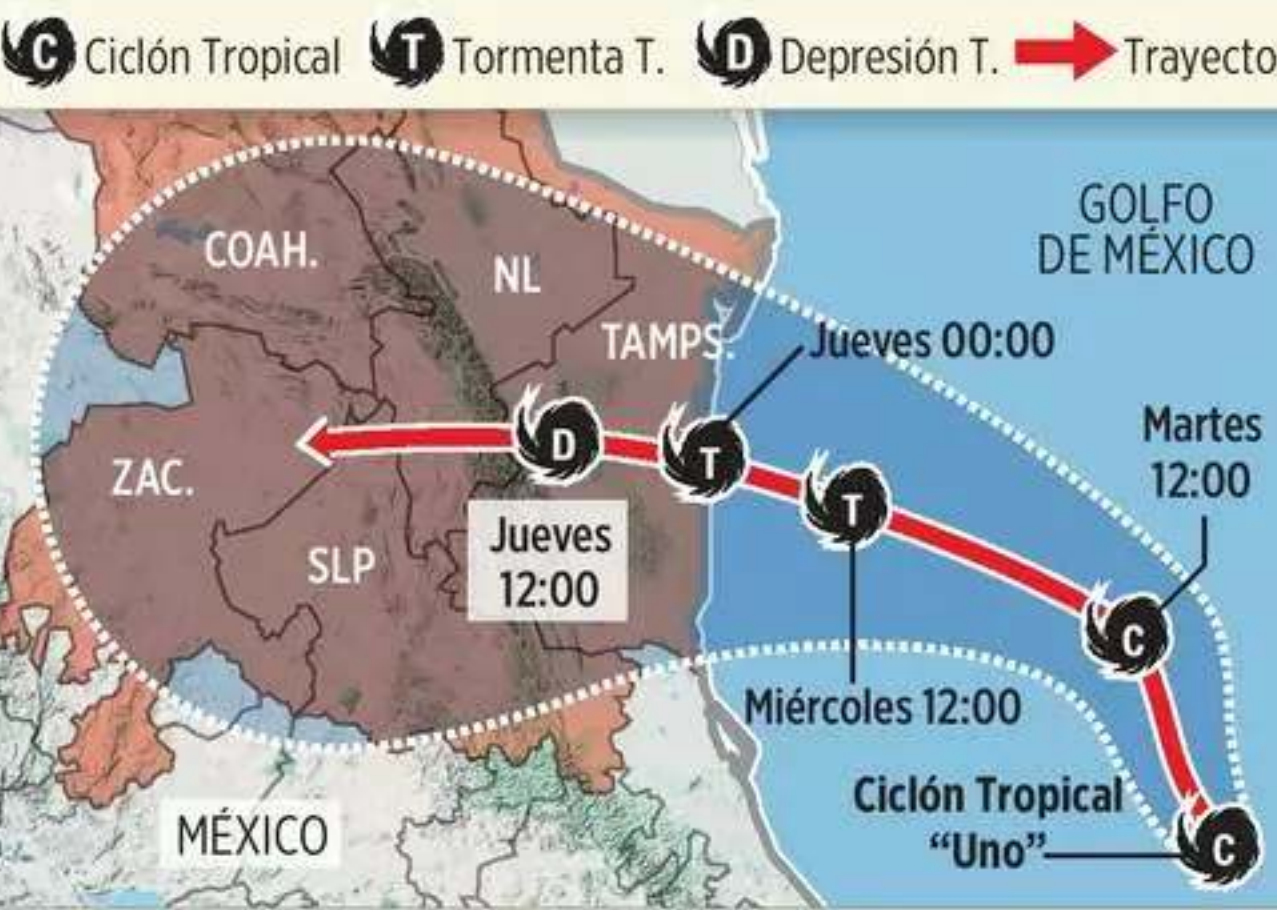 C Ciclón Tropical T Tormenta T. D Depresión T. Trayecto
GOLFO
DE MÉXICO
COAH.
NL
TAMPS.
Jueves 00:00
Martes
12:00
D
T
T
ZAC.
Jueves
12:00
SLP
C
Miércoles 12:00
Ciclón Tropical
“Uno”
C
MÉXICO